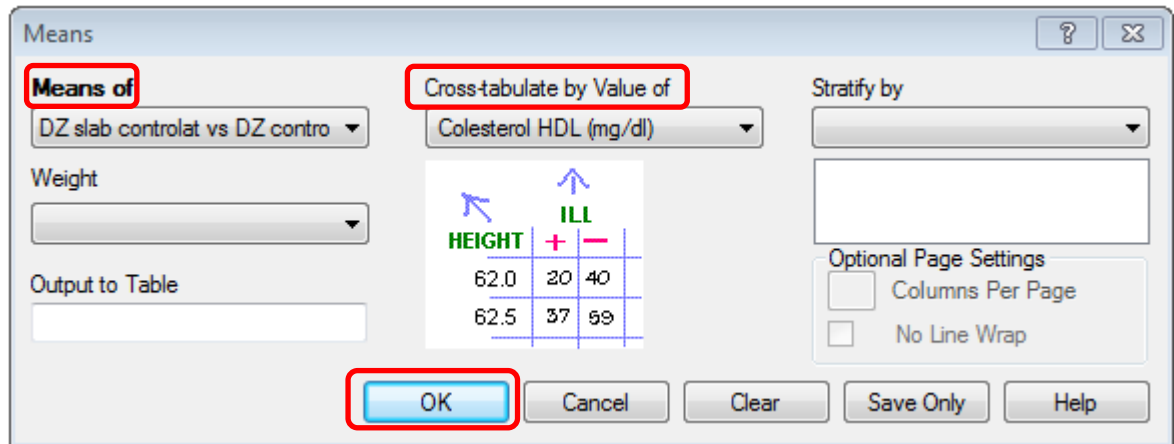 Means
Means of
DZ slab controlat vs DZ contro
Cross-tabulate by Value of
Colesterol HDL (mg/dl)
Stratify by
Weight
Output to Table
ILL
HEIGHT + −
62.0 20 40
62.5 37 59
Optional Page Settings
Columns Per Page
No Line Wrap
OK
Cancel
Clear
Save Only
Help